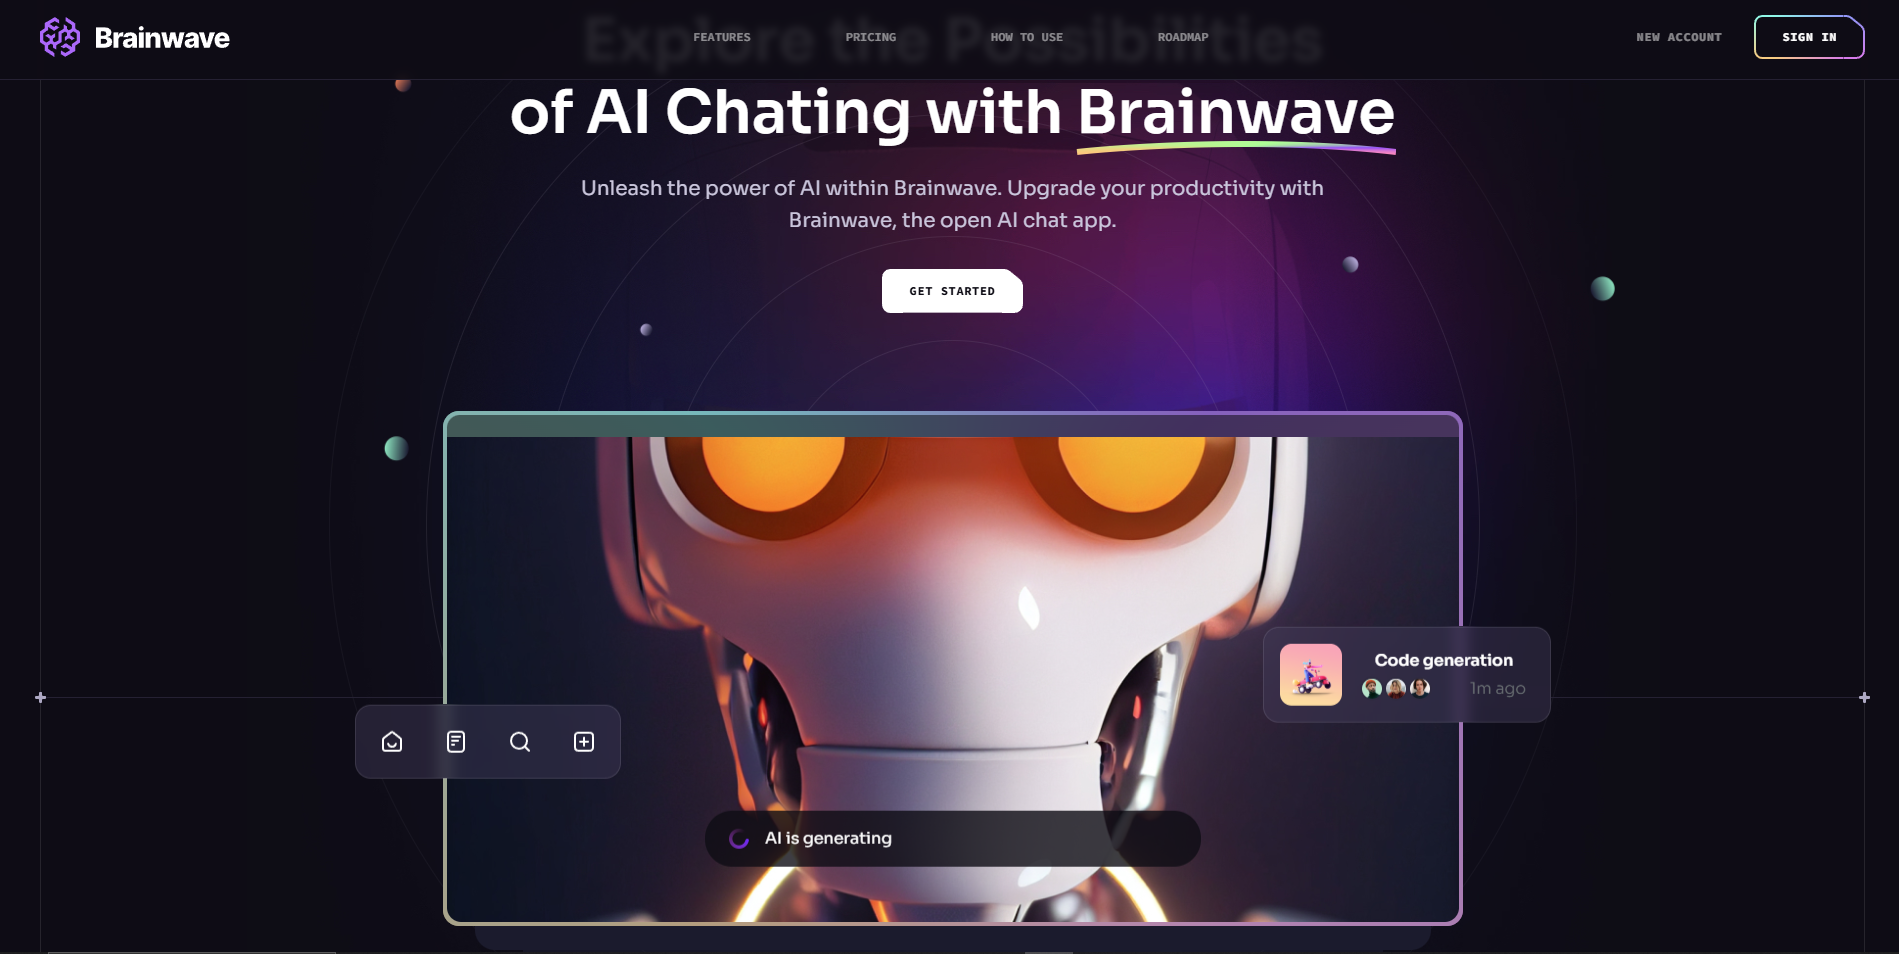 Brainwave
FEATURES
PRICING
HOW TO USE
ROADMAP
NEW ACCOUNT
SIGN IN
Explore the Possibilities
of AI Chating with Brainwave
Unleash the power of AI within Brainwave. Upgrade your productivity with
Brainwave, the open AI chat app.
GET STARTED
Code generation
1m ago
AI is generating